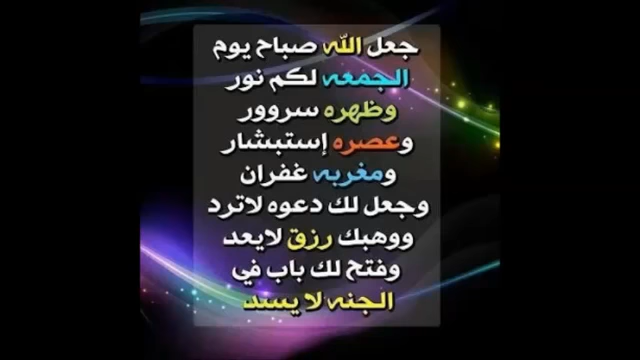 جعل الله صباح يوم
الجمعه لكم نور
وظهره سروور
وعصره إستبشار
ومغربه غفران
وجعل لك دعوه لاترد
ووهبك رزق لايعد
وفتح لك باب في
الجنه لا يسد